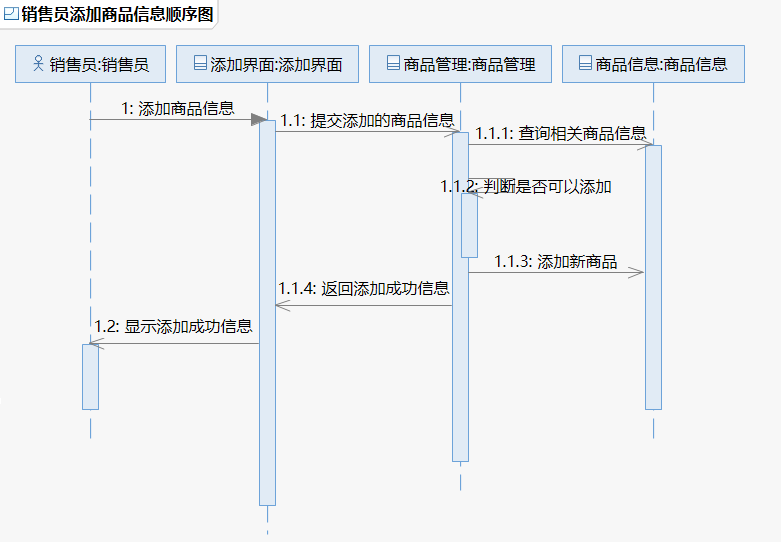 销售员添加商品信息顺序图
销售员:销售员
添加界面:添加界面
商品管理:商品管理
商品信息:商品信息
1: 添加商品信息
1.1: 提交添加的商品信息
1.1.1: 查询相关商品信息
1.1.2: 判断是否可以添加
1.1.3: 添加新商品
1.1.4: 返回添加成功信息
1.2: 显示添加成功信息